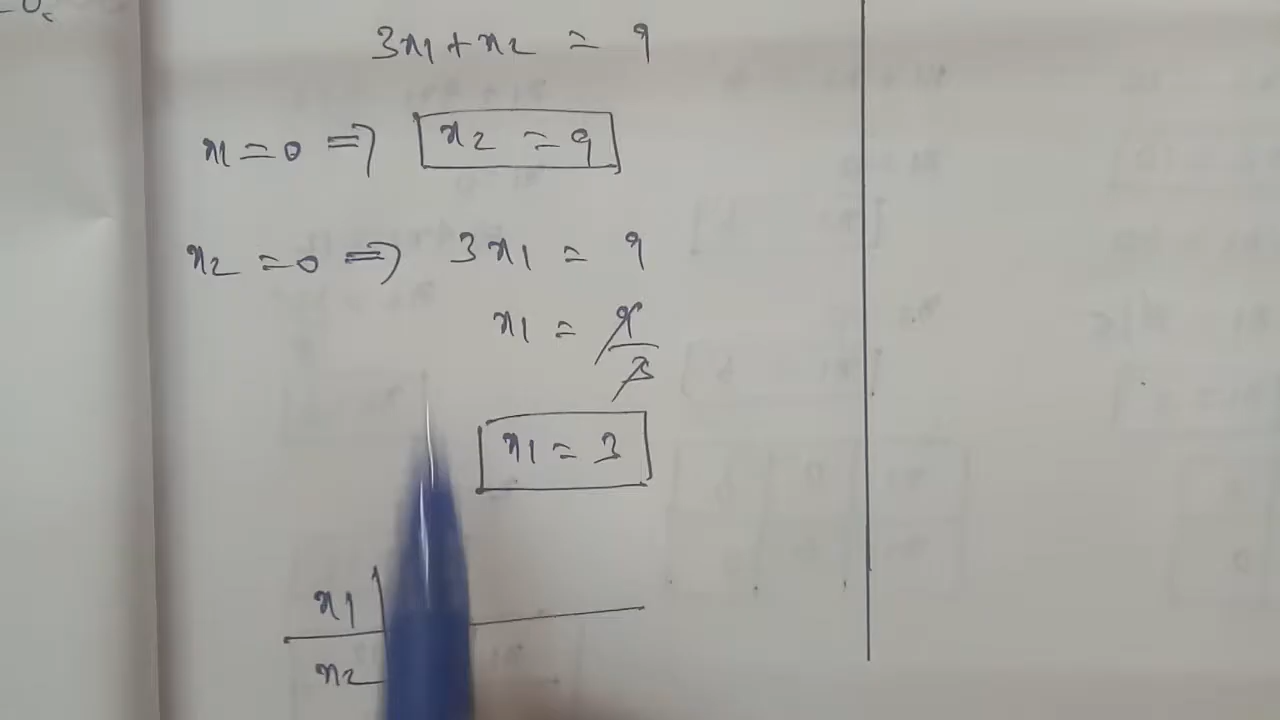 3x1 + x2 = 9
x1 = 0 ⇒ x2 = 9
x2 = 0 ⇒ 3x1 = 9
x1 = 9/3
x1 = 3
x1
x2